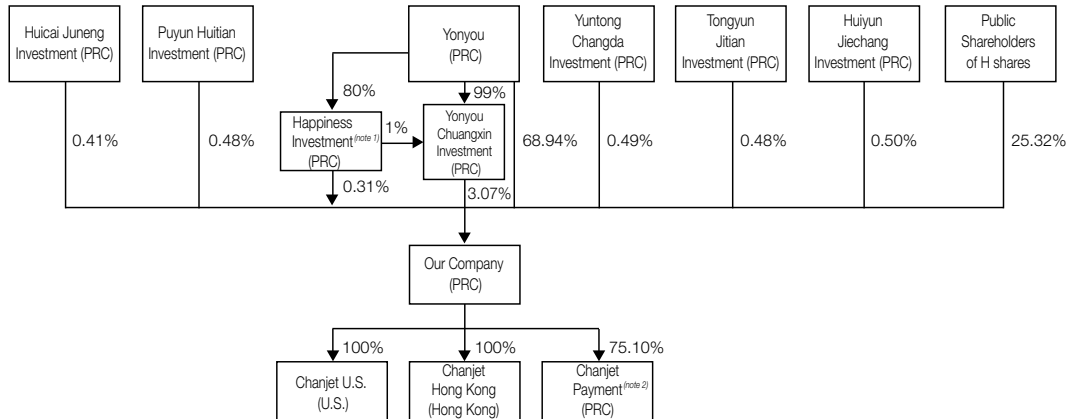 Huicai Juneng
Investment (PRC)
Puyun Huitian
Investment (PRC)
Yonyou
(PRC)
Yuntong
Changda
Investment (PRC)
Tongyun
Jitian
Investment (PRC)
Huiyun
Jiechang
Investment (PRC)
Public
Shareholders
of H shares
80%
99%
Happiness
Investment (note 1)
(PRC)
1%
Yonyou
Chuangxin
Investment
(PRC)
0.41%
0.48%
68.94%
0.49%
0.48%
0.50%
25.32%
0.31%
3.07%
Our Company
(PRC)
100%
100%
75.10%
Chanjet U.S.
(U.S.)
Chanjet
Hong Kong
(Hong Kong)
Chanjet
Payment (note 2)
(PRC)